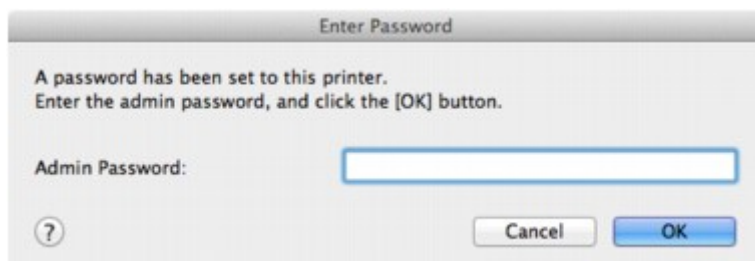 Enter Password
A password has been set to this printer.
Enter the admin password, and click the [OK] button.
Admin Password:
?
Cancel
OK